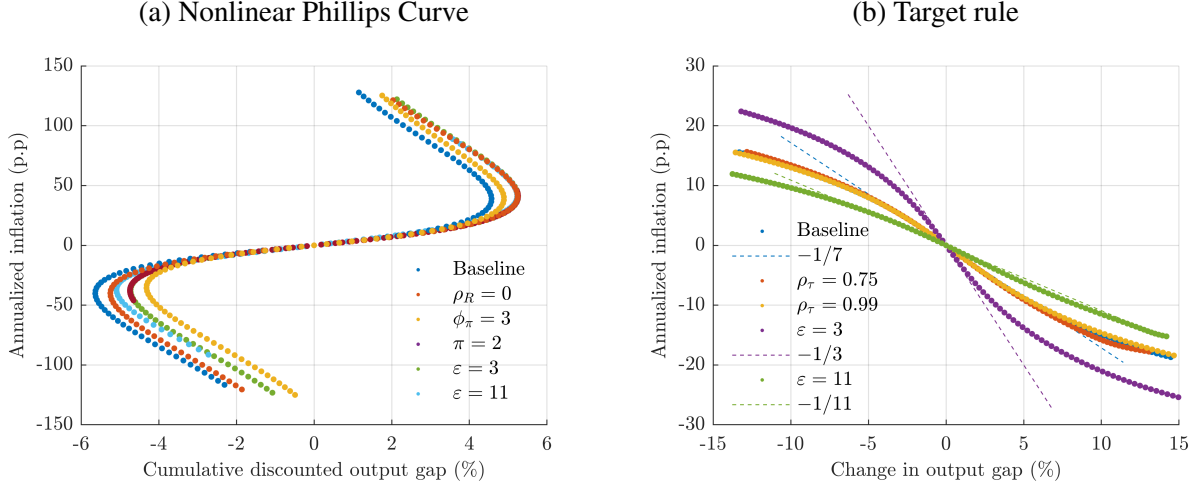 (a) Nonlinear Phillips Curve
150
100
50
0
-50
-100
-150
-6
-4
-2
0
2
4
6
Annualized inflation (p.p)
Cumulative discounted output gap (%)
Baseline
ρ_R = 0
ϕ_π = 3
π = 2
ε = 3
ε = 11
(b) Target rule
30
20
10
0
-10
-20
-30
-15
-10
-5
0
5
10
15
Annualized inflation (p.p)
Change in output gap (%)
Baseline
−1/7
ρ_τ = 0.75
ρ_τ = 0.99
ε = 3
−1/3
ε = 11
−1/11